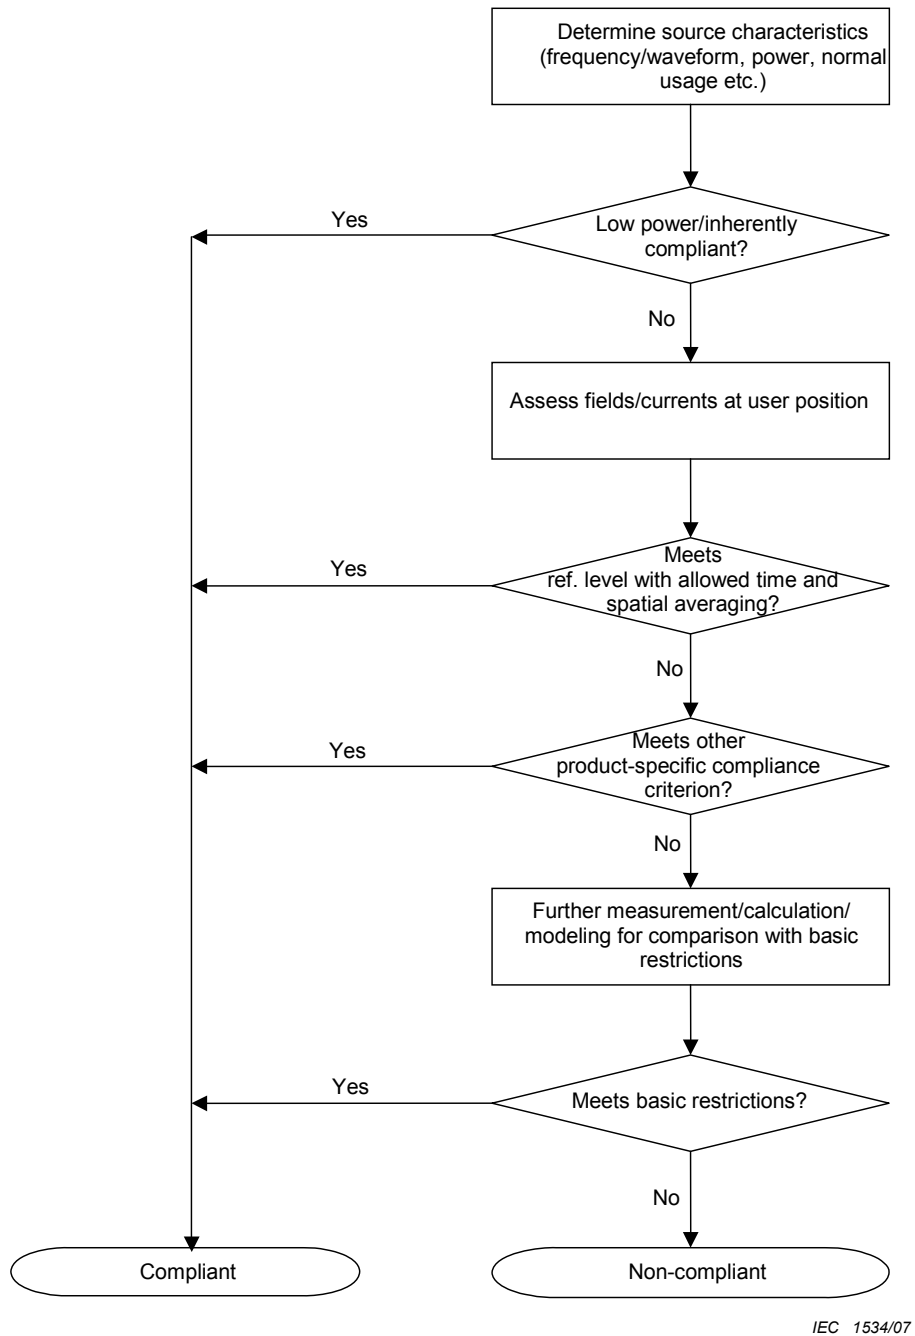 Determine source characteristics
(frequency/waveform, power, normal
usage etc.)
Yes
Low power/inherently
compliant?
No
Assess fields/currents at user position
Yes
Meets
ref. level with allowed time and
spatial averaging?
No
Yes
Meets other
product-specific compliance
criterion?
No
Further measurement/calculation/
modeling for comparison with basic
restrictions
Yes
Meets basic restrictions?
No
Compliant
Non-compliant
IEC 1534/07